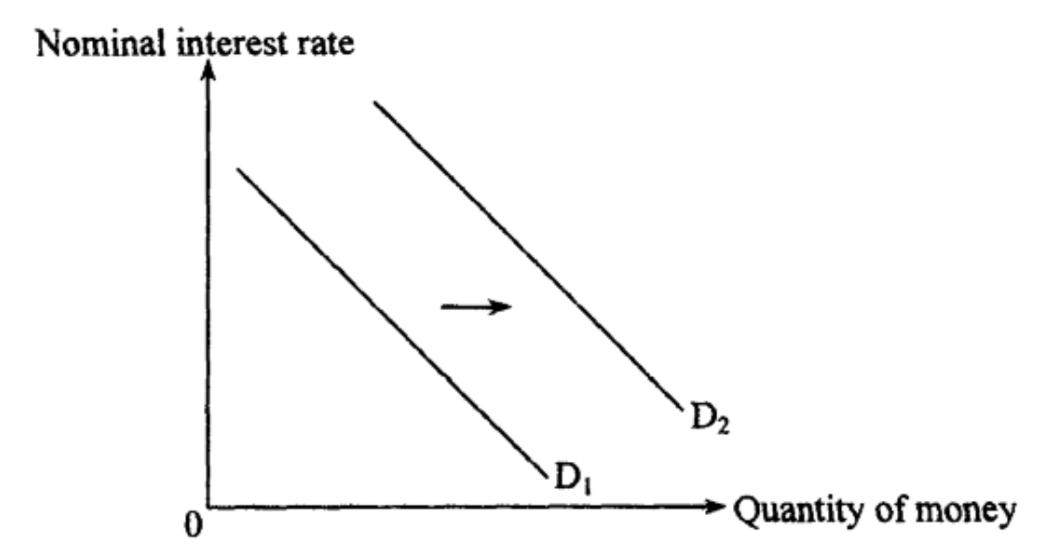 Nominal interest rate
D₂
D₁
0
Quantity of money